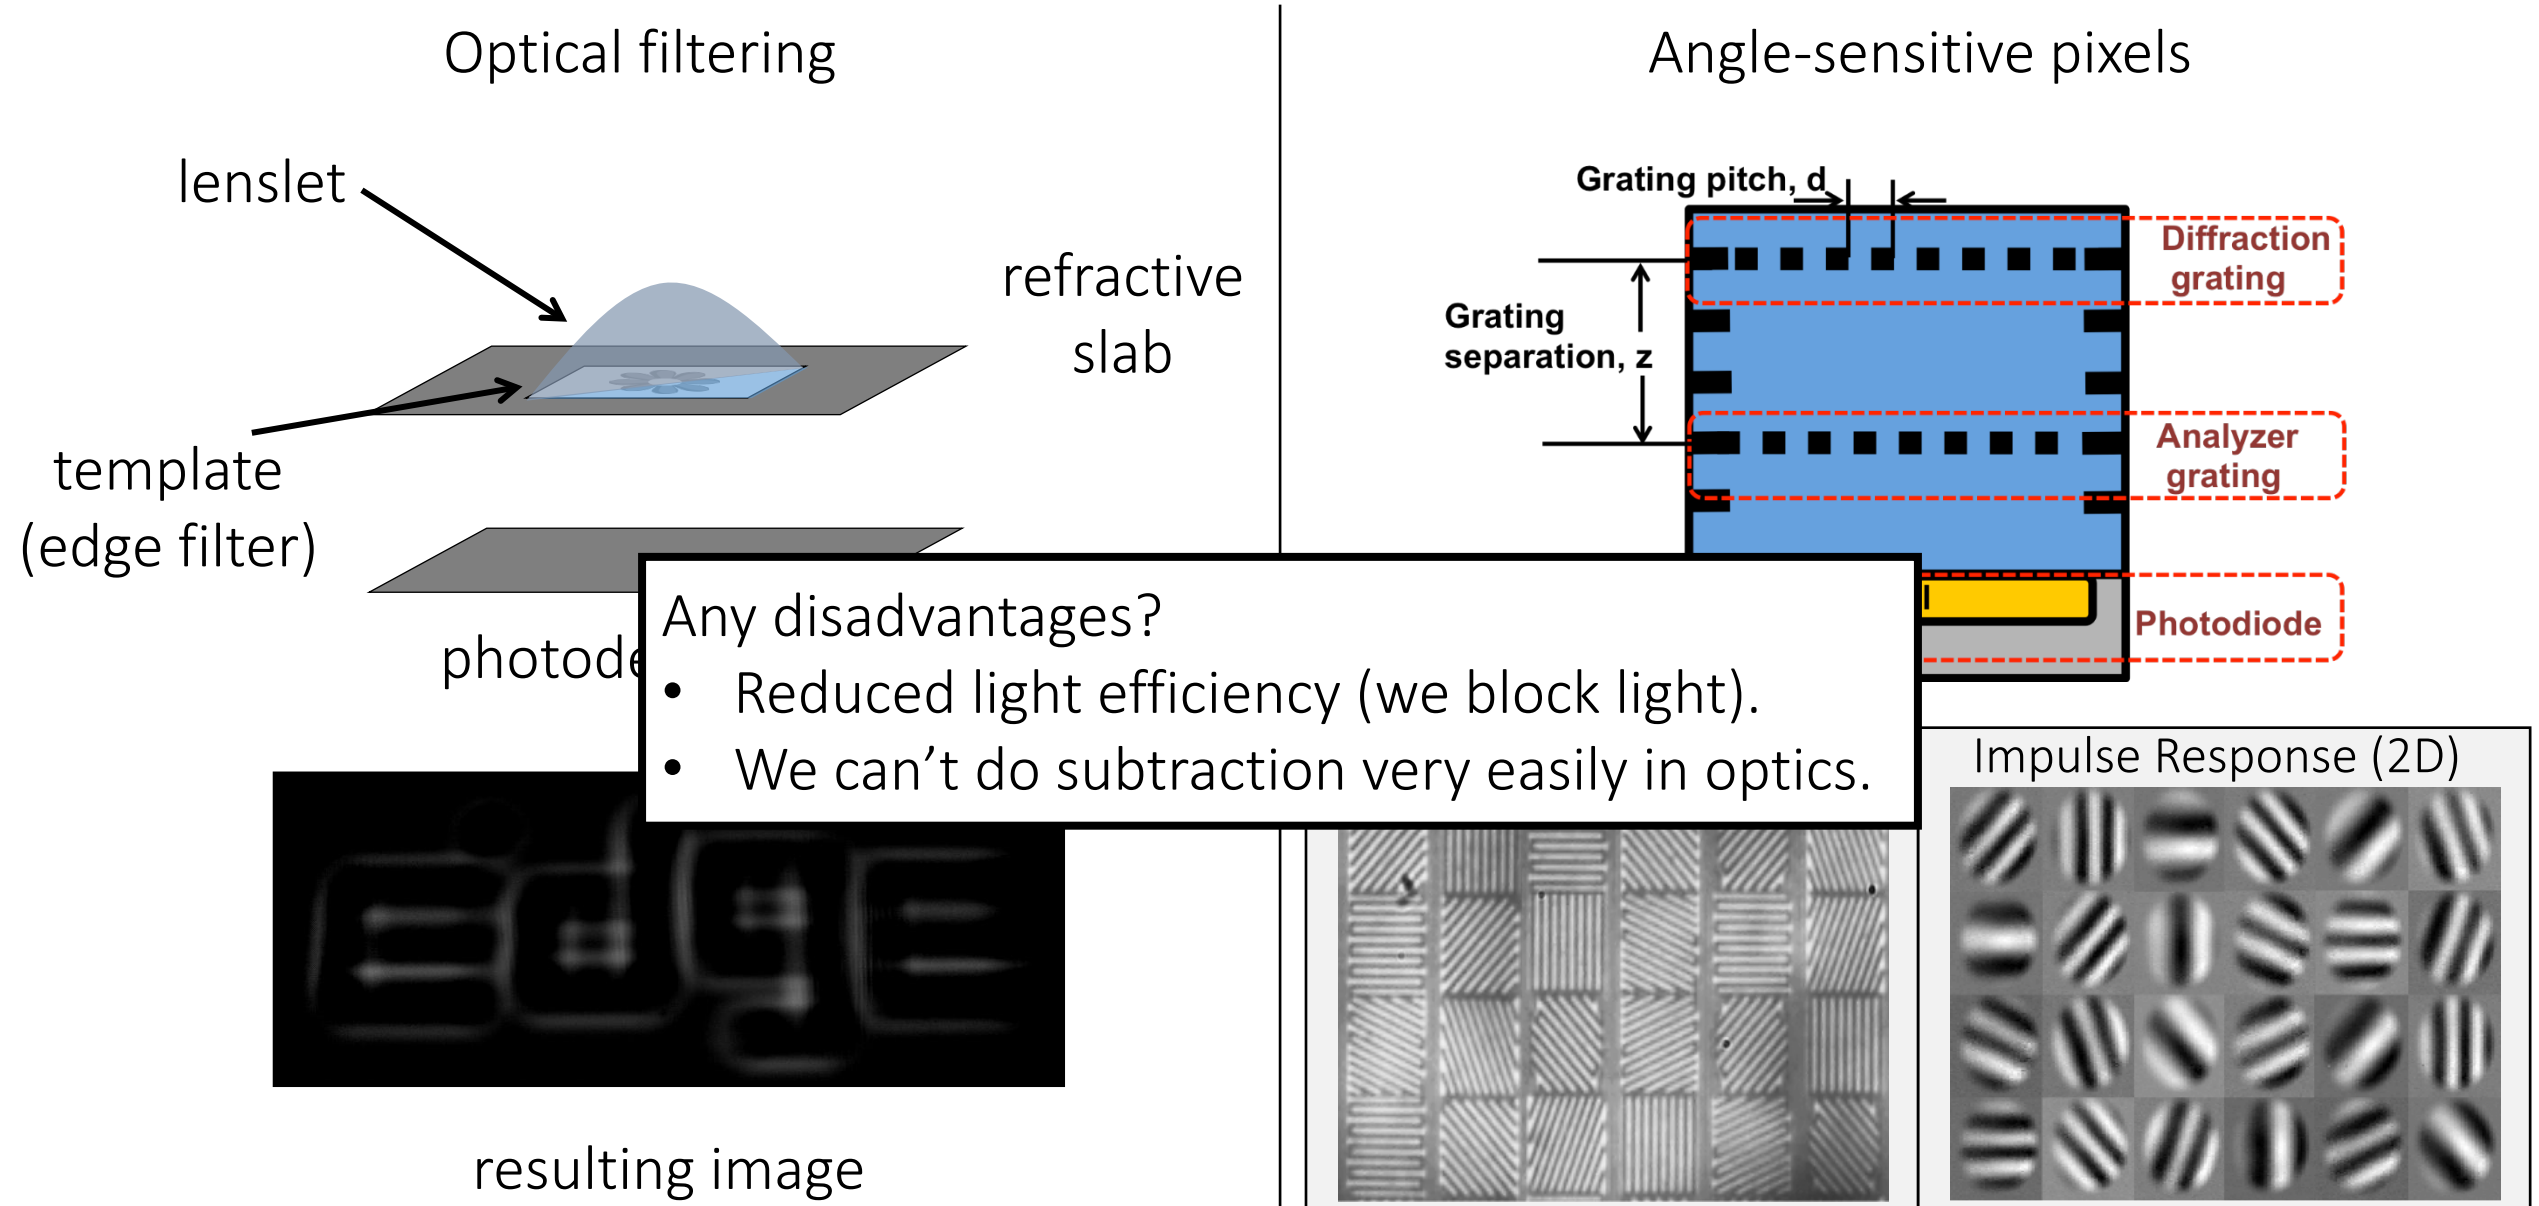 Optical filtering
lenslet
refractive
slab
template
(edge filter)
photode
resulting image
Angle-sensitive pixels
Grating pitch, d
Diffraction
grating
Grating
separation, z
Analyzer
grating
Photodiode
Any disadvantages?
• Reduced light efficiency (we block light).
• We can’t do subtraction very easily in optics.
Impulse Response (2D)